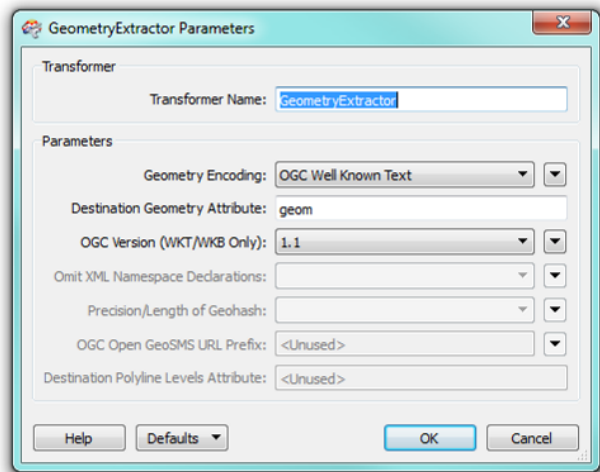 GeometryExtractor Parameters
Transformer
Transformer Name: GeometryExtractor
Parameters
Geometry Encoding: OGC Well Known Text
Destination Geometry Attribute: geom
OGC Version (WKT/WKB Only): 1.1
Omit XML Namespace Declarations:
Precision/Length of Geohash:
OGC Open GeoSMS URL Prefix: <Unused>
Destination Polyline Levels Attribute: <Unused>
Help Defaults OK Cancel